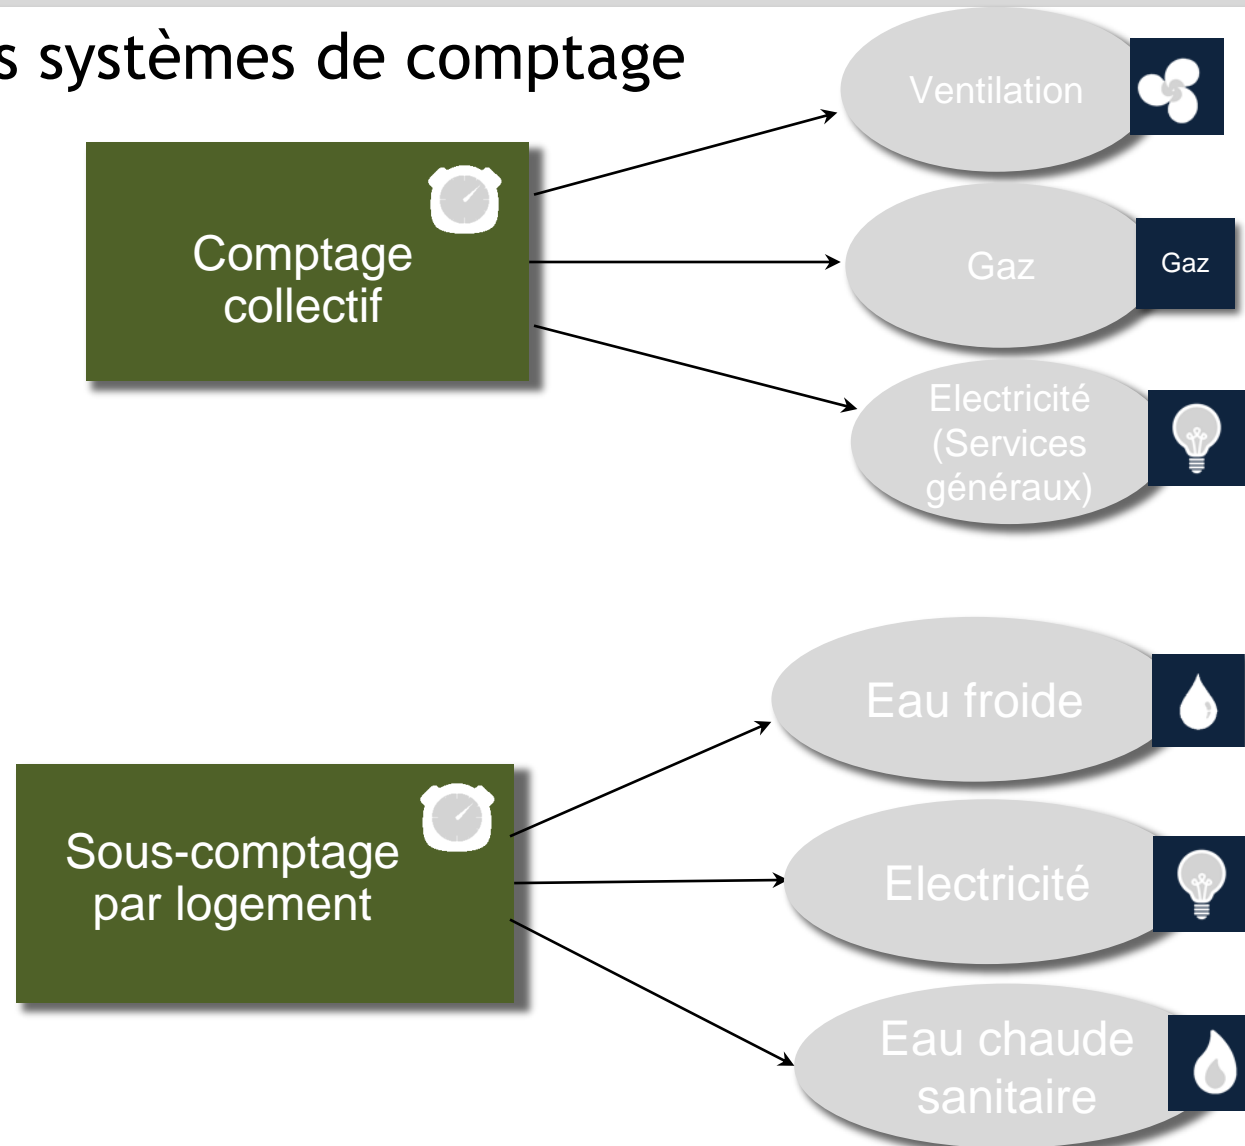 s systèmes de comptage
Comptage
collectif
Ventilation
Gaz
Gaz
Electricité
(Services
généraux)
Sous-comptage
par logement
Eau froide
Electricité
Eau chaude
sanitaire